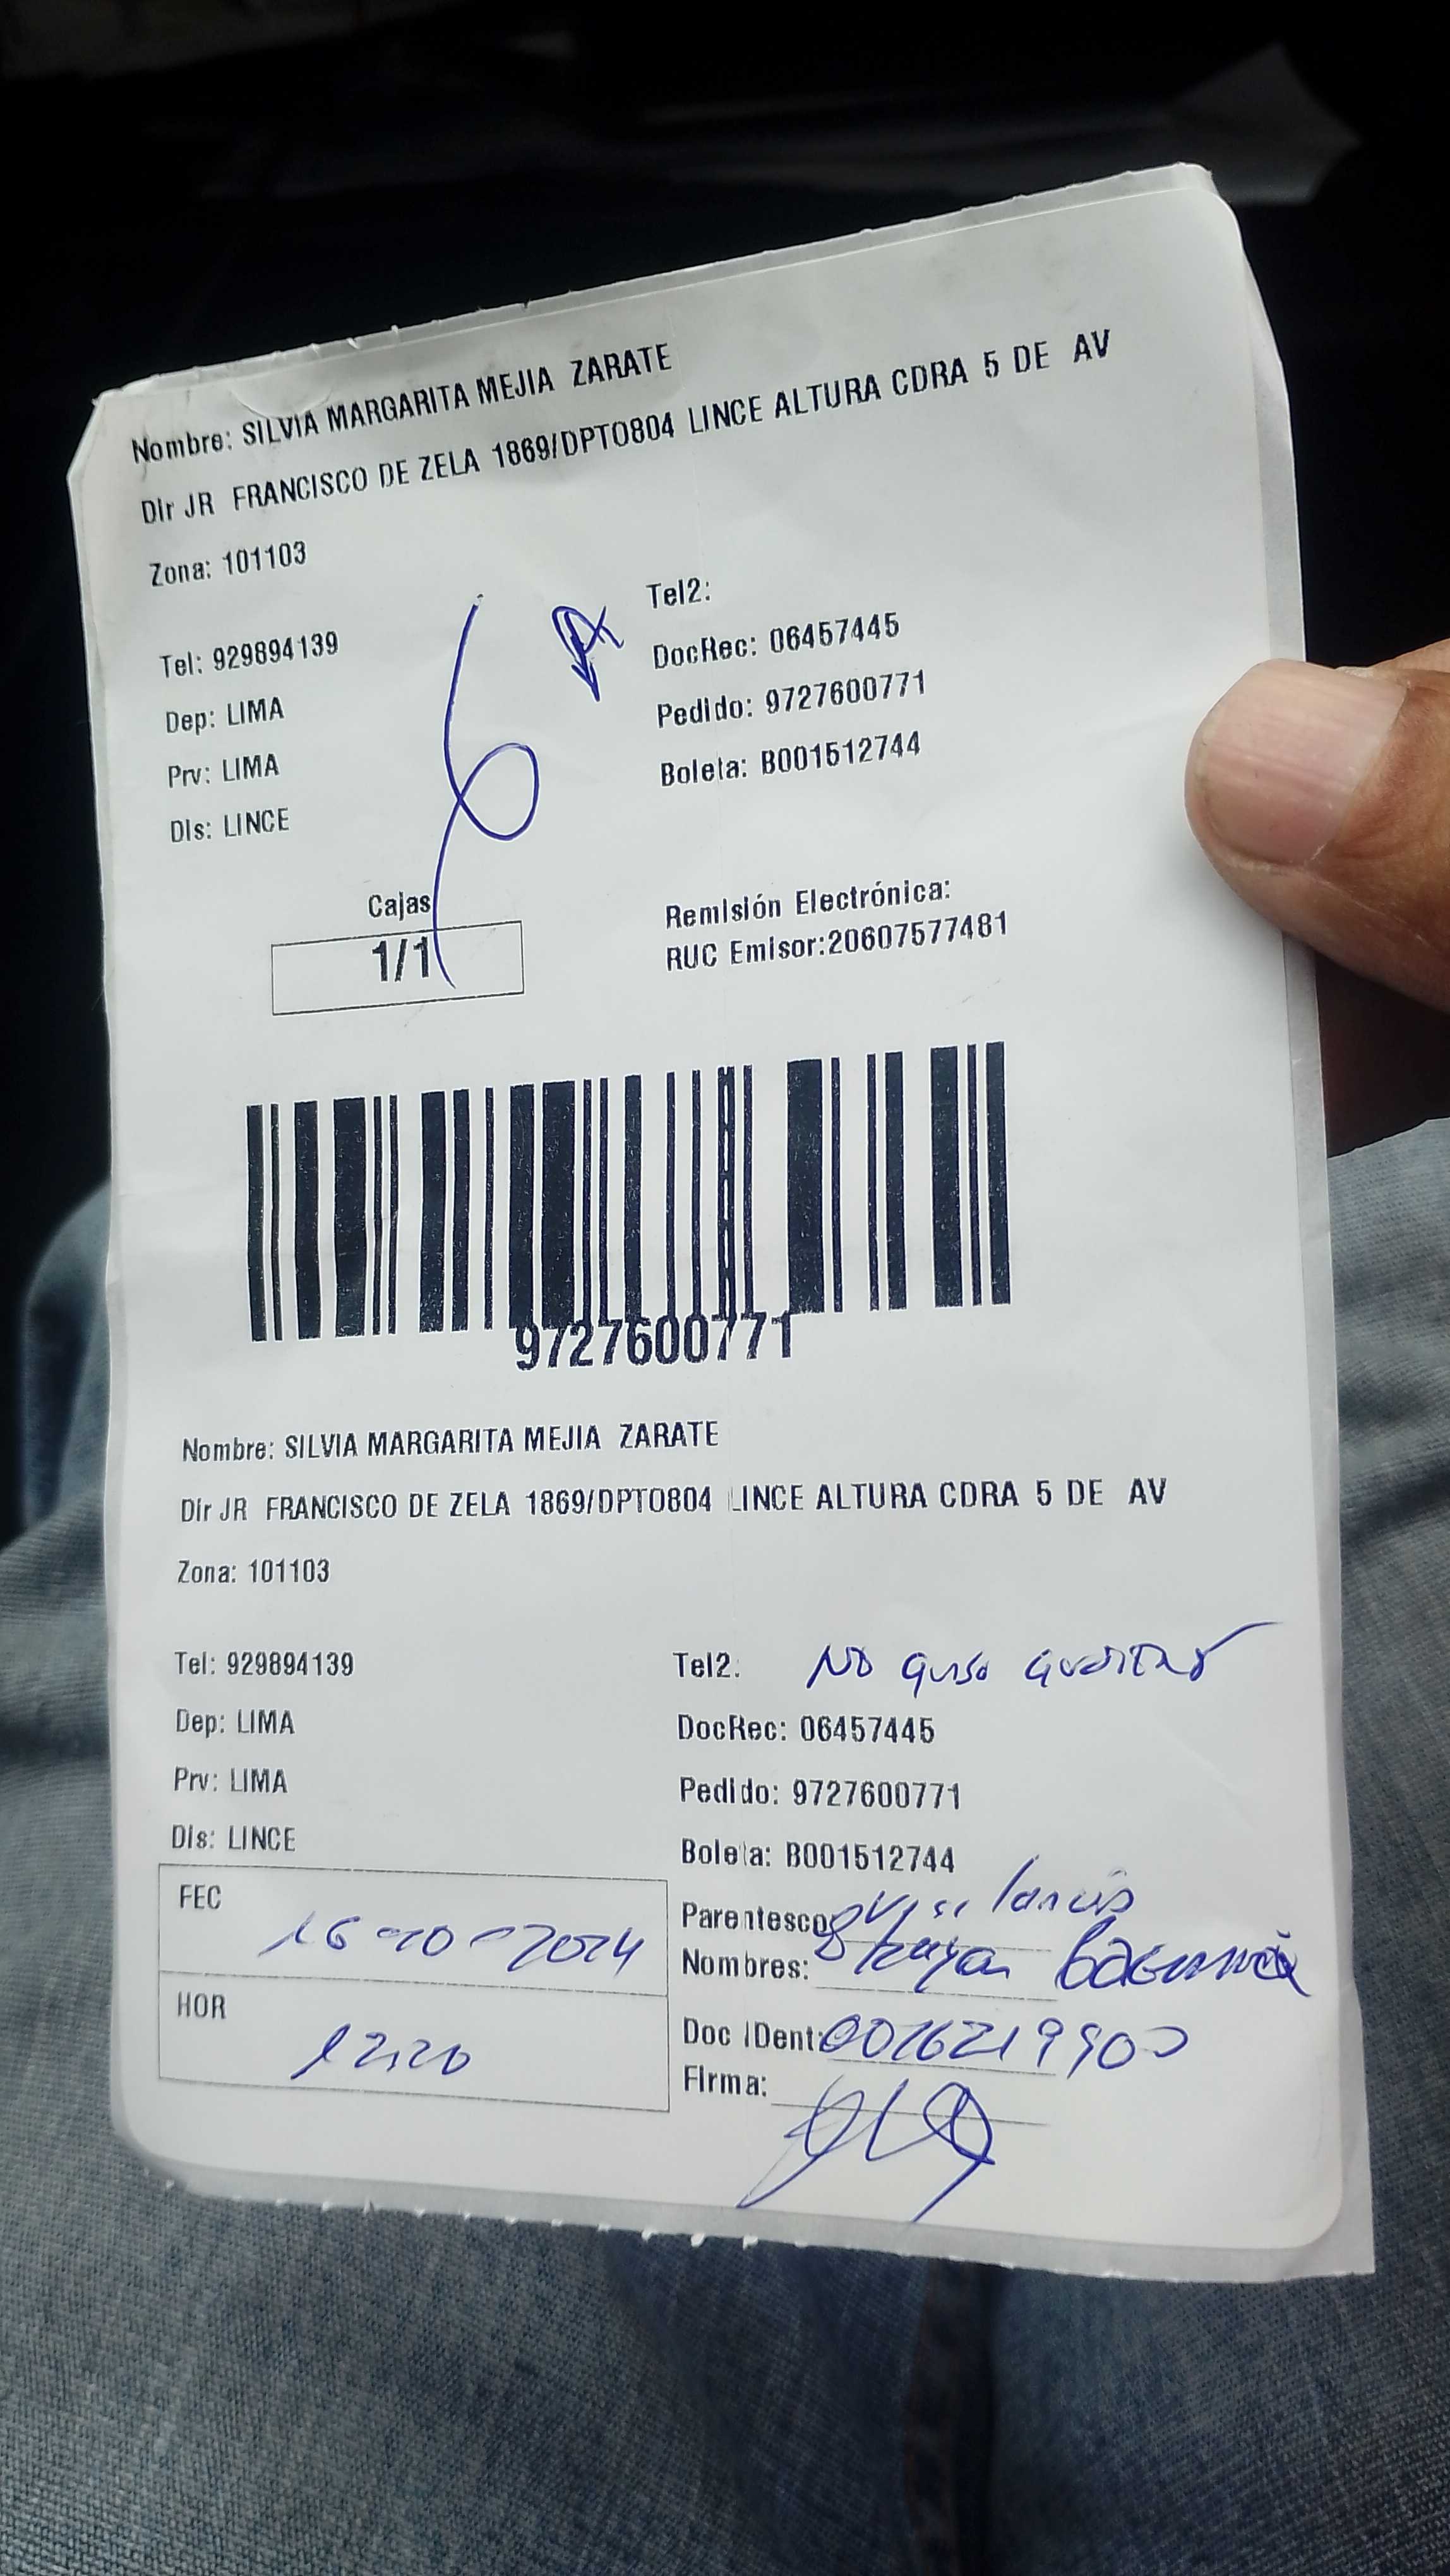 Nombre: SILVIA MARGARITA MEJIA ZARATE
Dir JR FRANCISCO DE ZELA 1869/DPTO804 LINCE ALTURA CDRA 5 DE AV
Zona: 101103
Tel: 929894139
Tel2:
Dep: LIMA
DocRec: 06457445
Prv: LIMA
Pedido: 9727600771
Dis: LINCE
Boleta: B001512744
Cajas
1/1
Remisión Electrónica:
RUC Emisor:20607577481
9727600771
Nombre: SILVIA MARGARITA MEJIA ZARATE
Dir JR FRANCISCO DE ZELA 1869/DPTO804 LINCE ALTURA CDRA 5 DE AV
Zona: 101103
Tel: 929894139
Tel2: No quiso
Dep: LIMA
DocRec: 06457445
Prv: LIMA
Pedido: 9727600771
Dis: LINCE
Boleta: B001512744
FEC 16-10-2024
Parentesco
Nombres:
HOR 12:20
Doc IDent:
Firma: